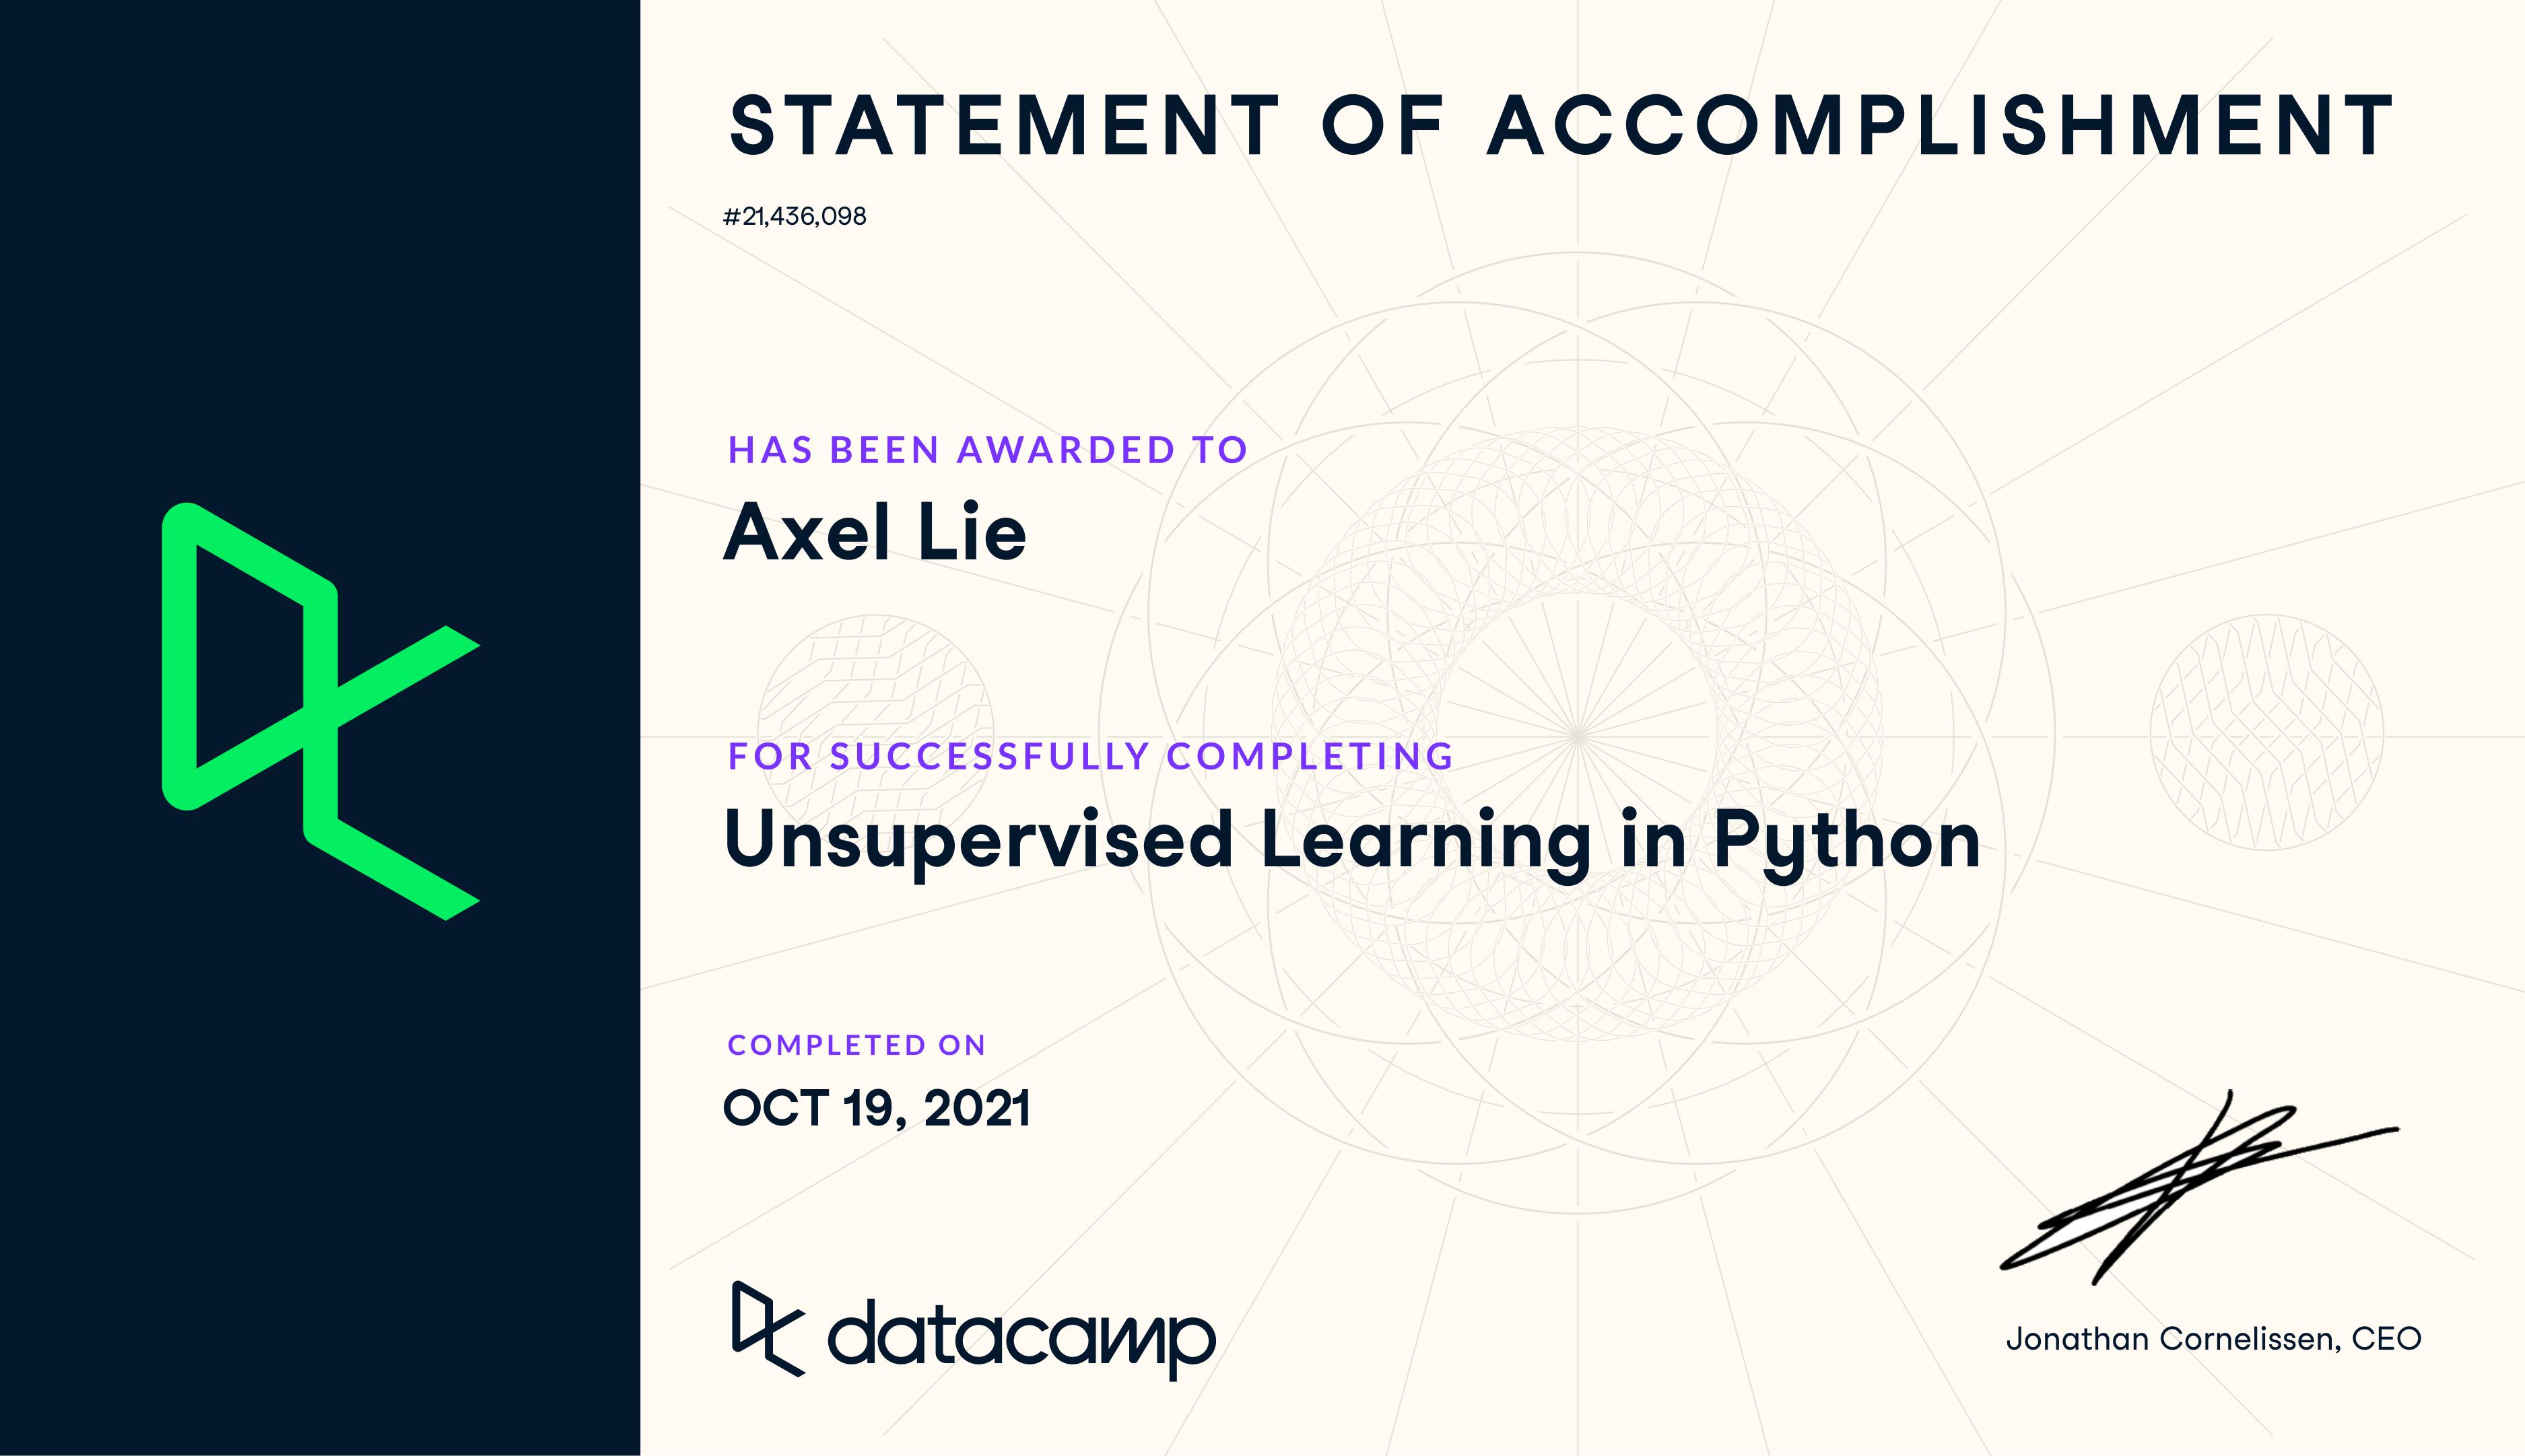 STATEMENT OF ACCOMPLISHMENT
#21,436,098
HAS BEEN AWARDED TO
Axel Lie
FOR SUCCESSFULLY COMPLETING
Unsupervised Learning in Python
COMPLETED ON
OCT 19, 2021
datacamp
Jonathan Cornelissen, CEO